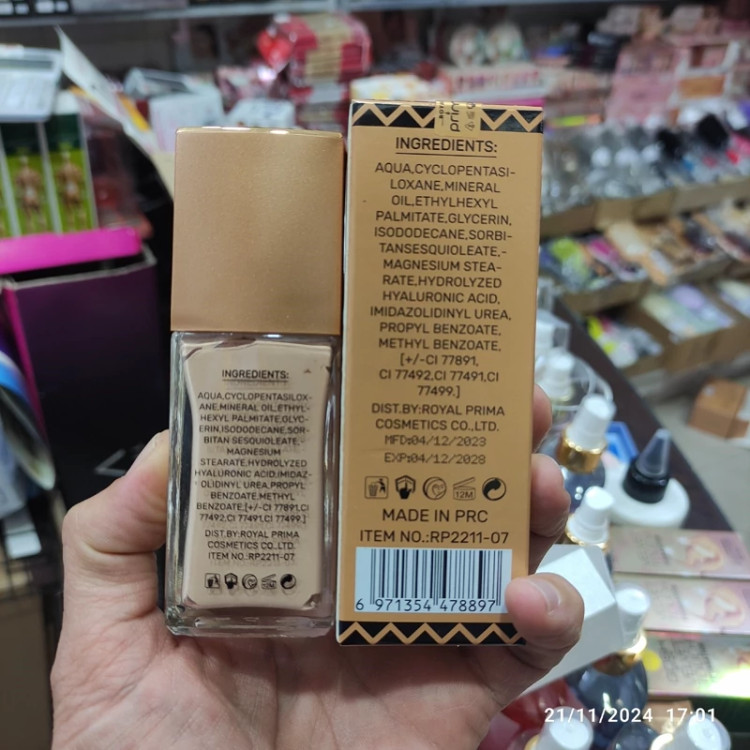 INGREDIENTS:
AQUA,CYCLOPENTASILOX-
ANE,MINERAL OIL,ETHYL-
HEXYL PALMITATE,GLYC-
ERIN,ISODODECANE,SOR-
BITAN SESQUIOLEATE,-
MAGNESIUM
STEARATE,HYDROLYZED
HYALURONIC ACID,IMIDAZ-
OLIDINYL UREA,PROPYL
BENZOATE,METHYL
BENZOATE,[+/-CI 77891,CI
77492,CI 77491,CI 77499.]
DIST.BY:ROYAL PRIMA
COSMETICS CO.,LTD.
ITEM NO.:RP2211-07
12M
INGREDIENTS:
AQUA,CYCLOPENTASI-
LOXANE,MINERAL
OIL,ETHYLHEXYL
PALMITATE,GLYCERIN,
ISODODECANE,SORBI-
TANSESQUIOLEATE,-
MAGNESIUM STEA-
RATE,HYDROLYZED
HYALURONIC ACID,
IMIDAZOLIDINYL UREA,
PROPYL BENZOATE,
METHYL BENZOATE,
[+/-CI 77891,
CI 77492,CI 77491,CI
77499.]
DIST.BY:ROYAL PRIMA
COSMETICS CO.,LTD.
MFD:04/12/2023
EXP:04/12/2028
12M
MADE IN PRC
ITEM NO.:RP2211-07
6 971354 478897
21/11/2024 17:01